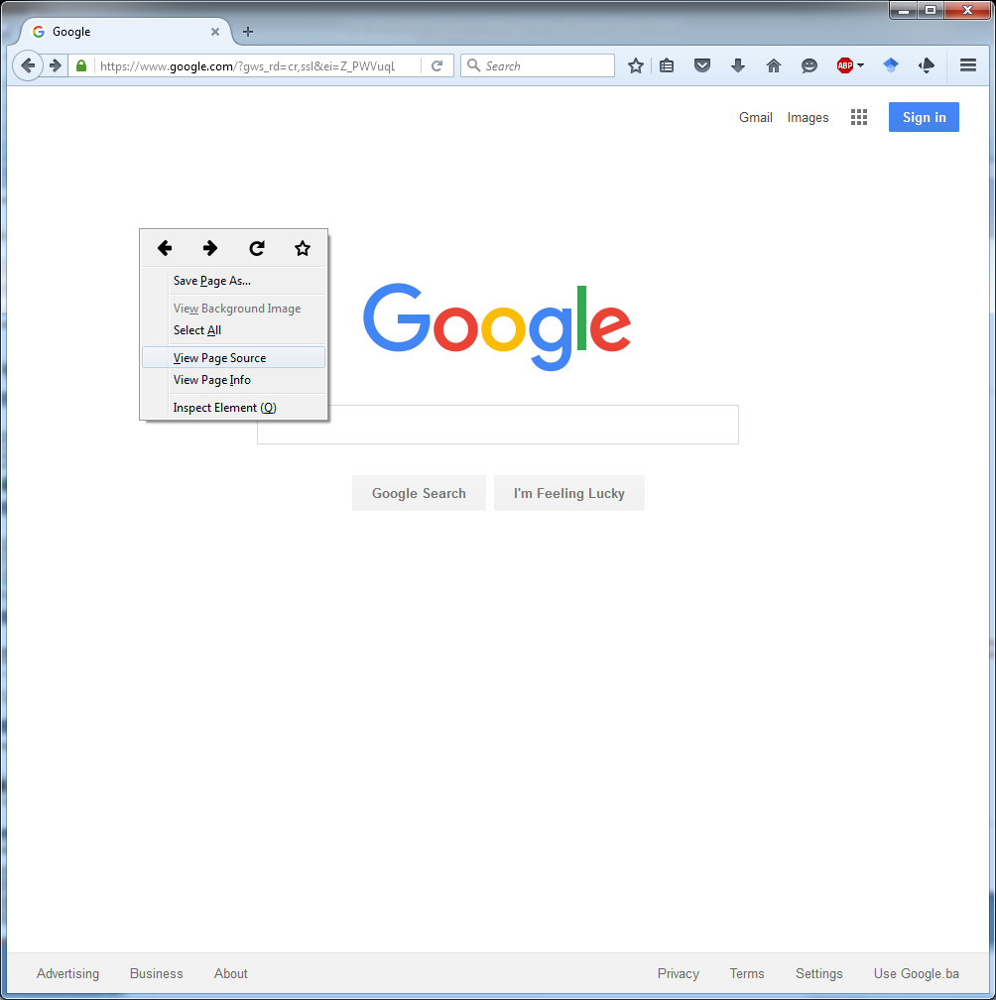 Google
https://www.google.com/?gws_rd=cr,ssl&ei=Z_PWVuqL
Search
ABP
Gmail Images Sign in
Save Page As...
View Background Image
Select All
View Page Source
View Page Info
Inspect Element (Q)
Google
Google Search I'm Feeling Lucky
Advertising Business About Privacy Terms Settings Use Google.ba